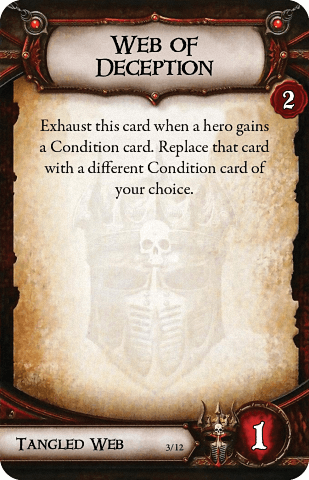 Web of
Deception
2
Exhaust this card when a hero gains
a Condition card. Replace that card
with a different Condition card of
your choice.
Tangled Web
3/12
1